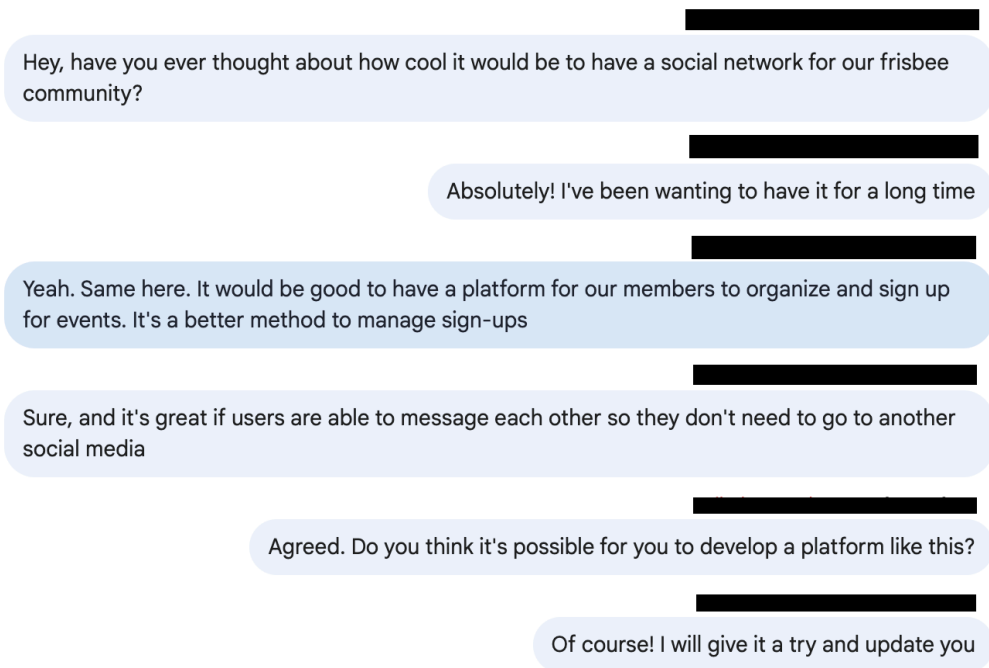 Hey, have you ever thought about how cool it would be to have a social network for our frisbee
community?
Absolutely! I've been wanting to have it for a long time
Yeah. Same here. It would be good to have a platform for our members to organize and sign up
for events. It's a better method to manage sign-ups
Sure, and it's great if users are able to message each other so they don't need to go to another
social media
Agreed. Do you think it's possible for you to develop a platform like this?
Of course! I will give it a try and update you